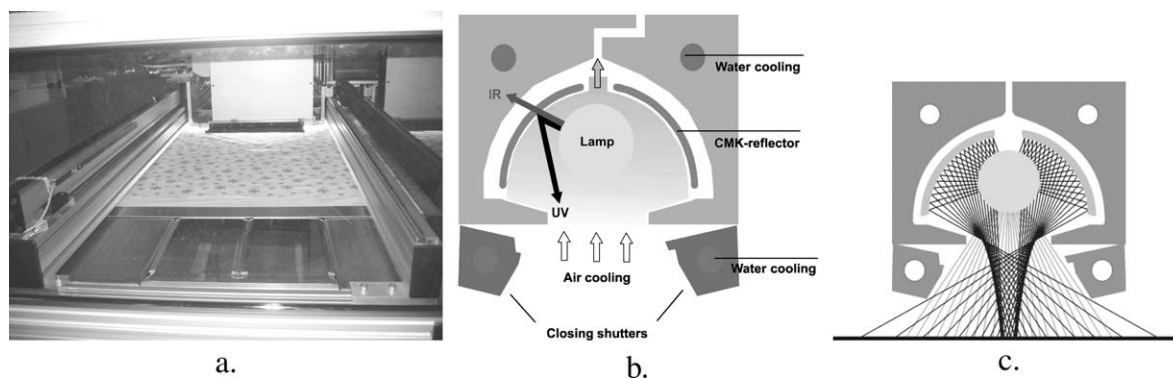 Water cooling
IR
Lamp
CMK-reflector
UV
Air cooling
Water cooling
Closing shutters
a.
b.
c.